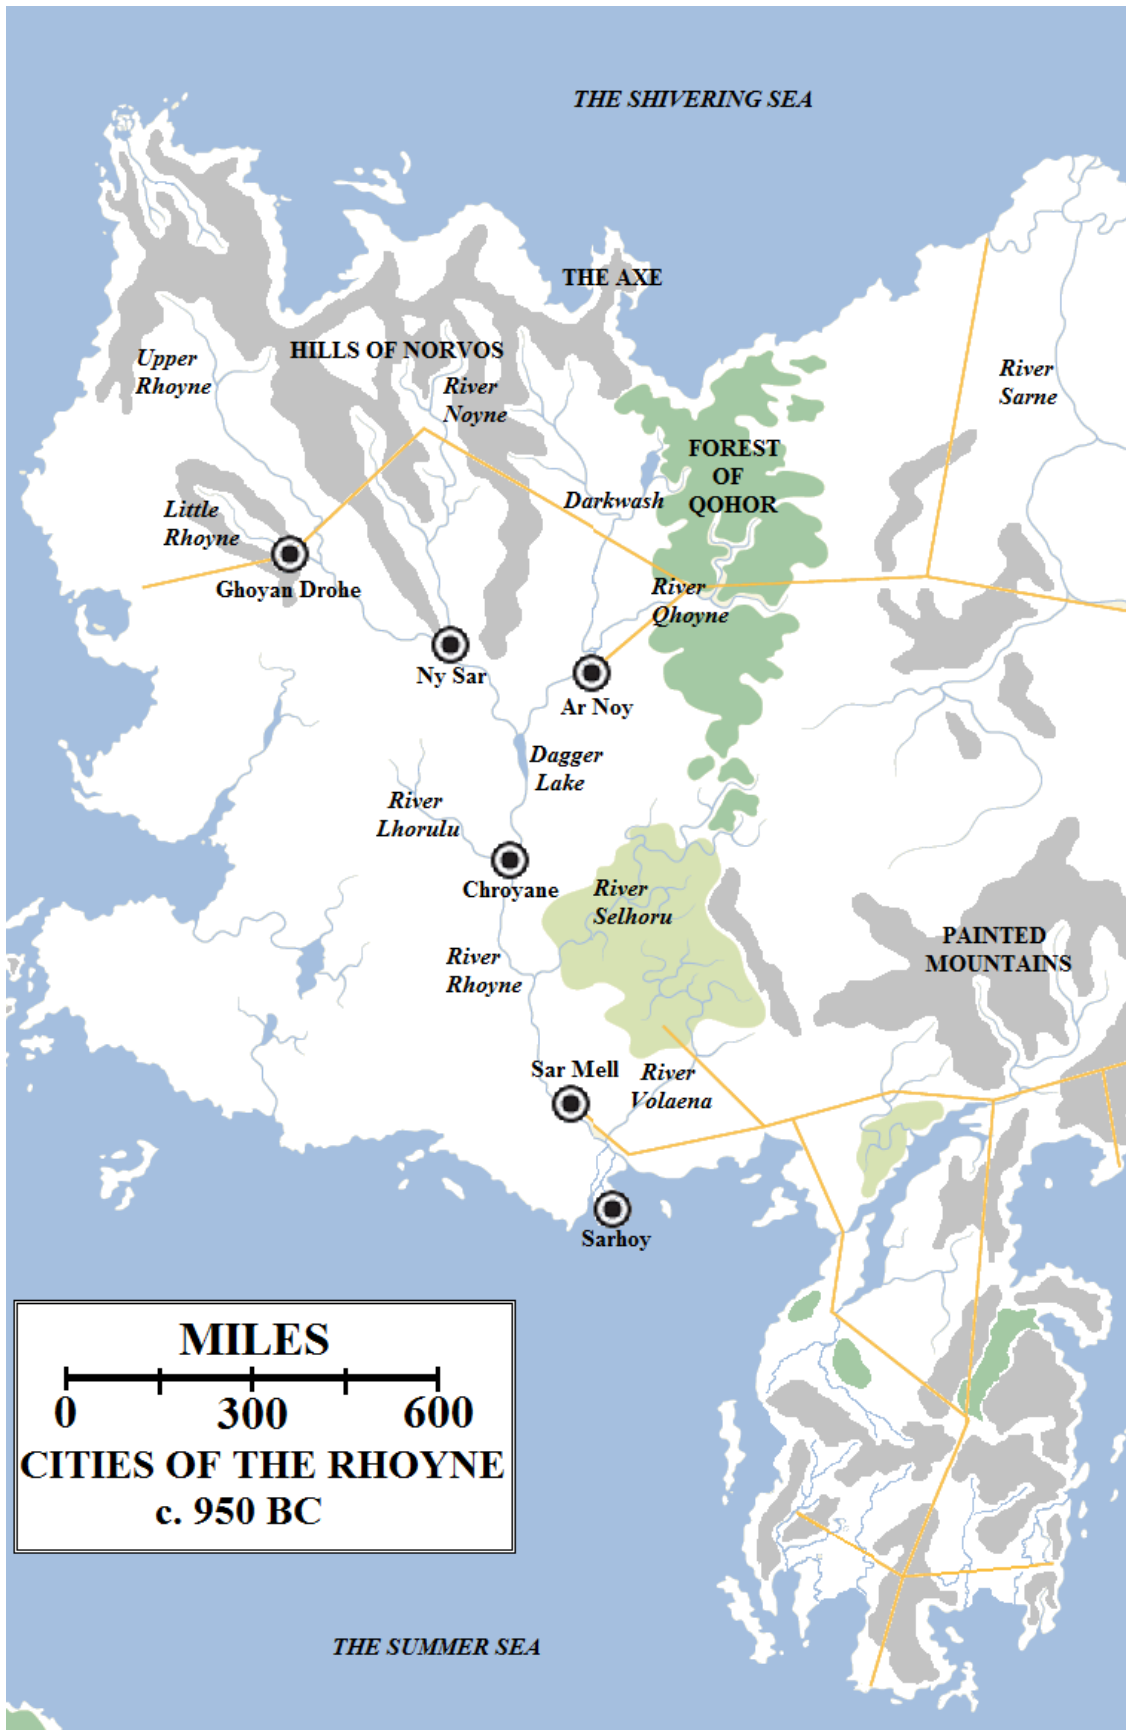 THE SHIVERING SEA
THE AXE
HILLS OF NORVOS
Upper
Rhoyne
River
Noyne
River
Sarne
FOREST
OF
QOHOR
Darkwash
Little
Rhoyne
Ghoyan Drohe
River
Qhoyne
Ny Sar
Ar Noy
Dagger
Lake
River
Lhorulu
Chroyane
River
Selhoru
River
Rhoyne
PAINTED
MOUNTAINS
Sar Mell
River
Volaena
Sarhoy
MILES
0 300 600
CITIES OF THE RHOYNE
c. 950 BC
THE SUMMER SEA